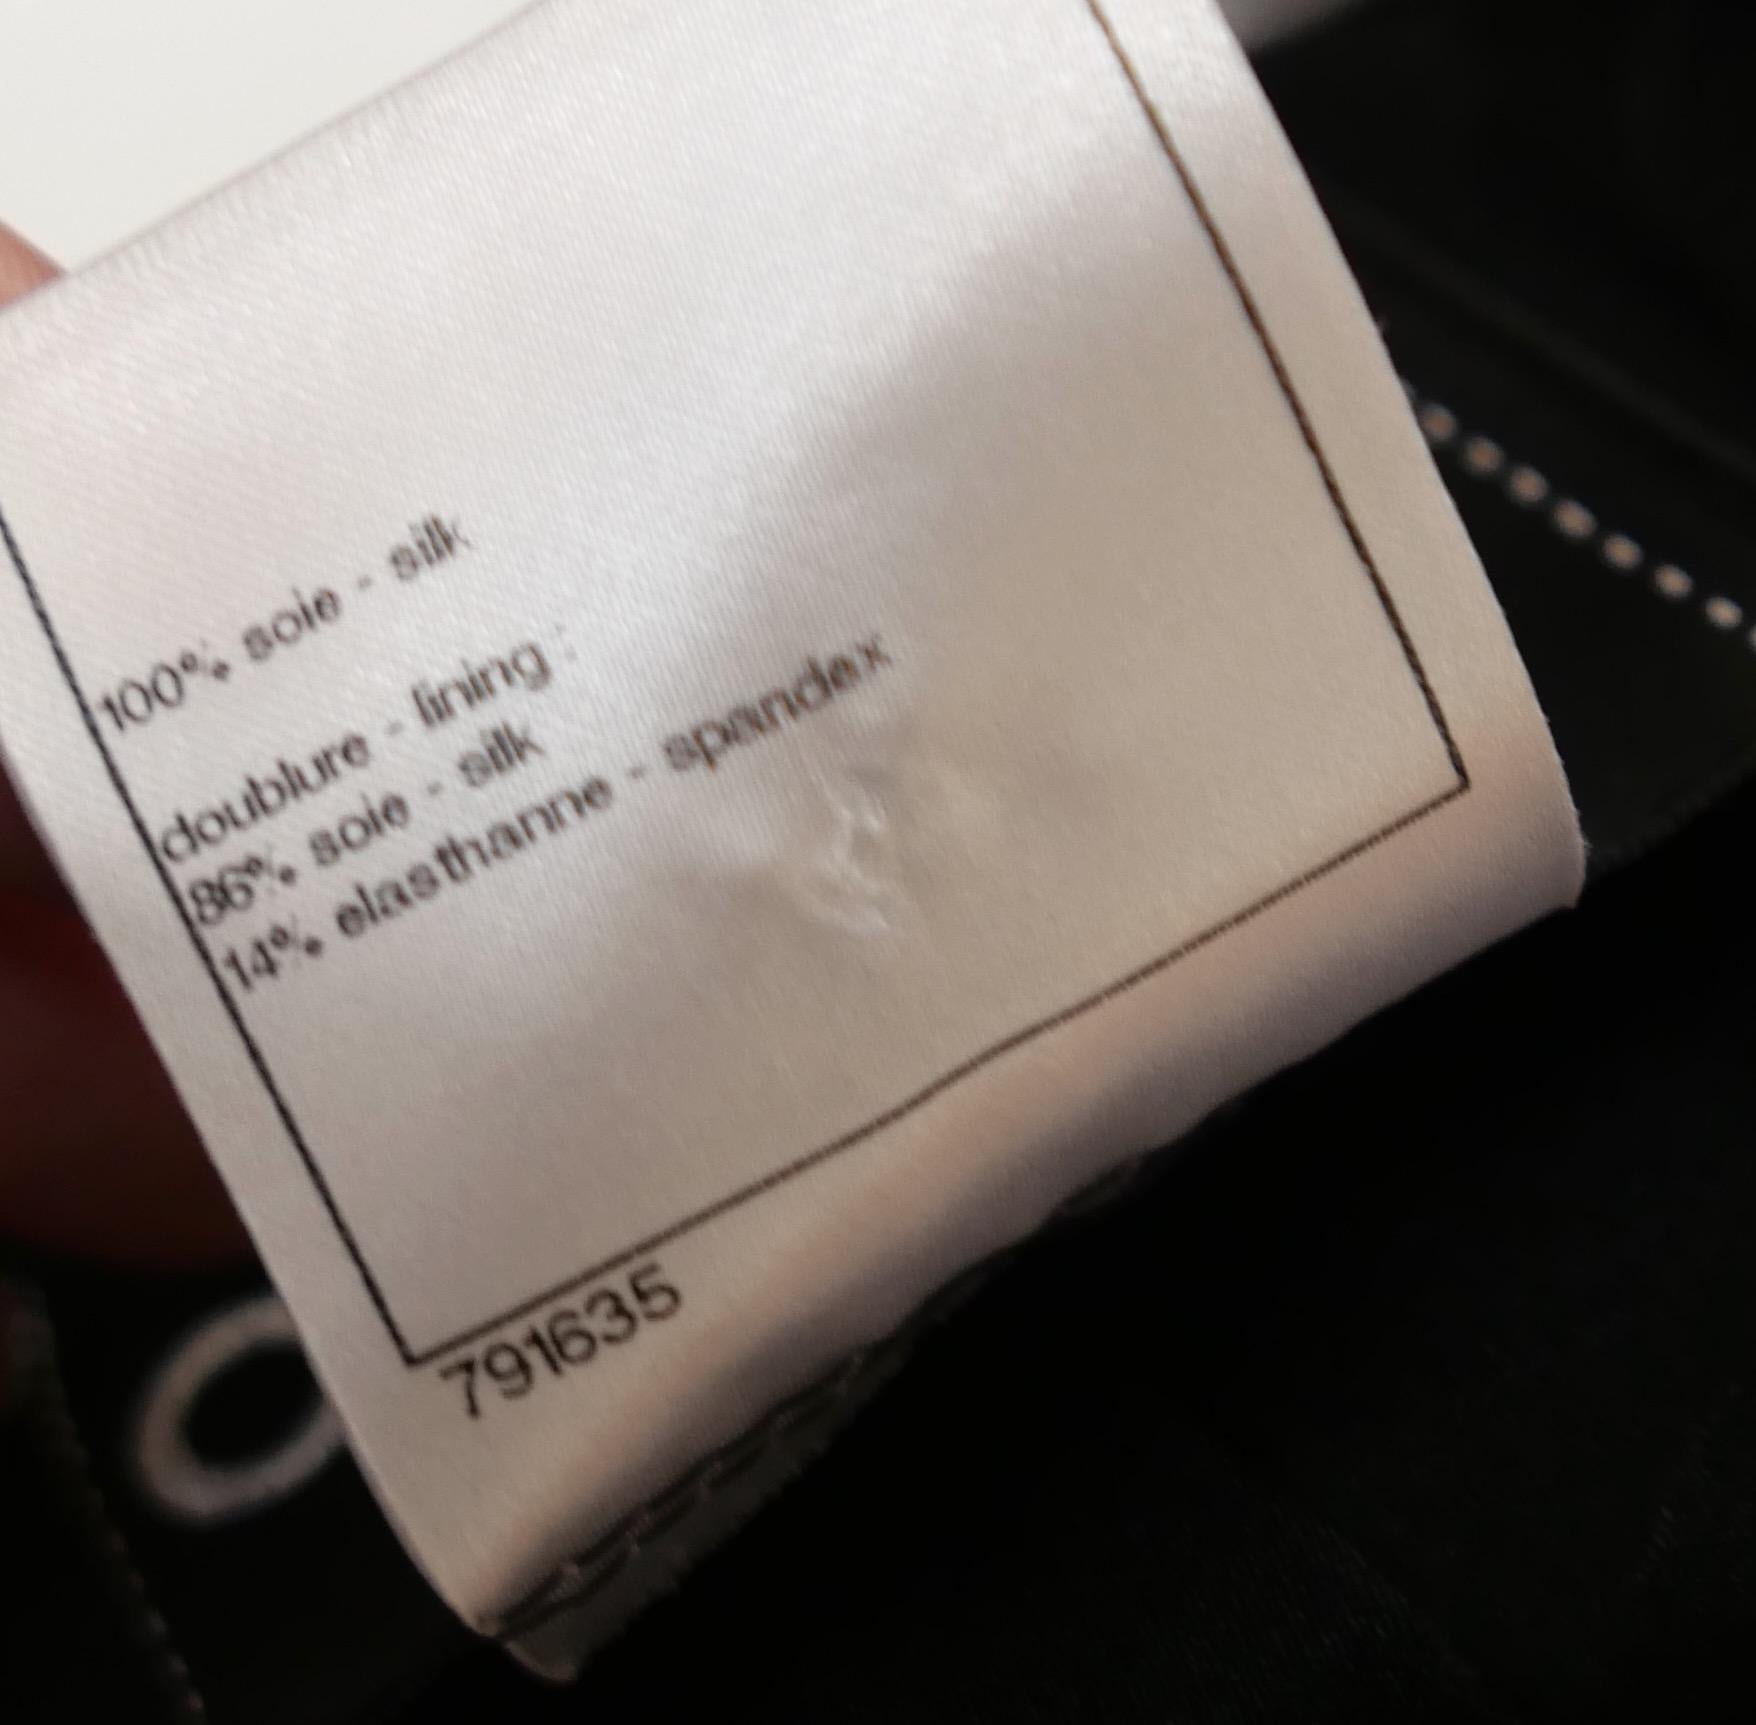 100% soie - silk
doublure - lining :
86% soie - silk
14% elasthanne - spandex
791635